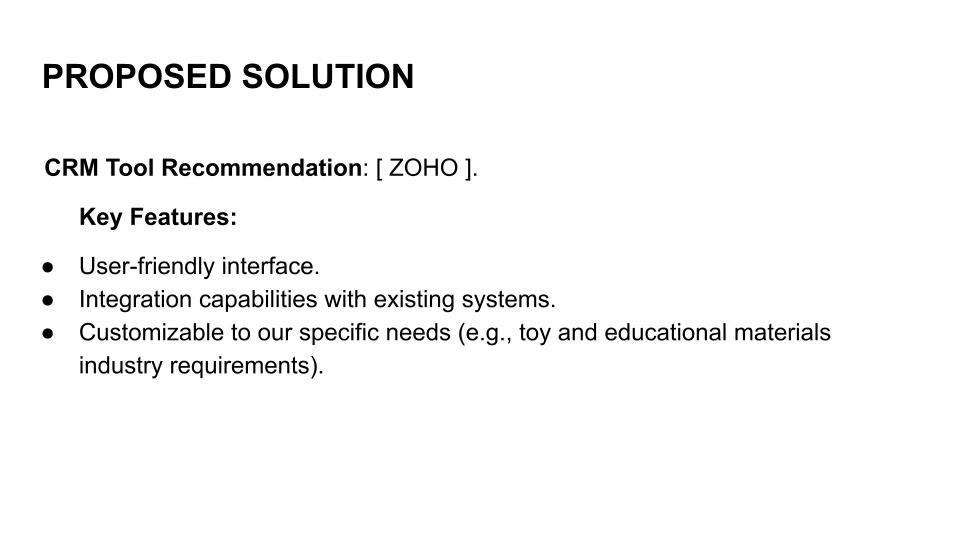 PROPOSED SOLUTION
CRM Tool Recommendation: [ ZOHO ].
Key Features:
● User-friendly interface.
● Integration capabilities with existing systems.
● Customizable to our specific needs (e.g., toy and educational materials
industry requirements).